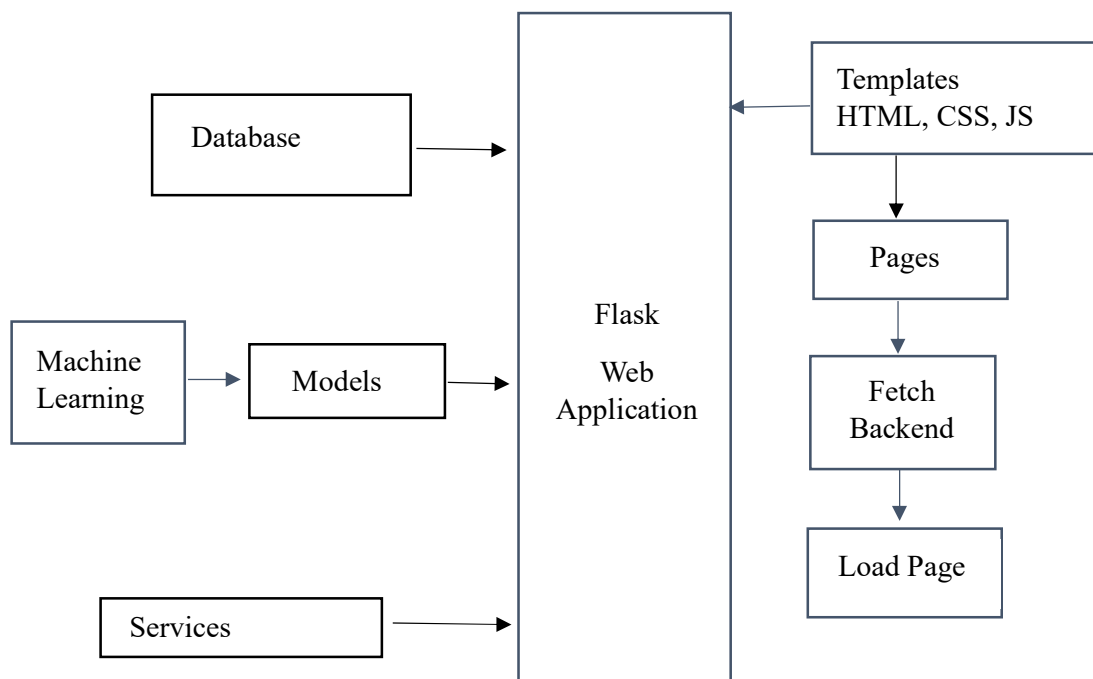 Templates
HTML, CSS, JS
Database
Pages
Flask
Web
Application
Machine
Learning
Models
Fetch
Backend
Load Page
Services